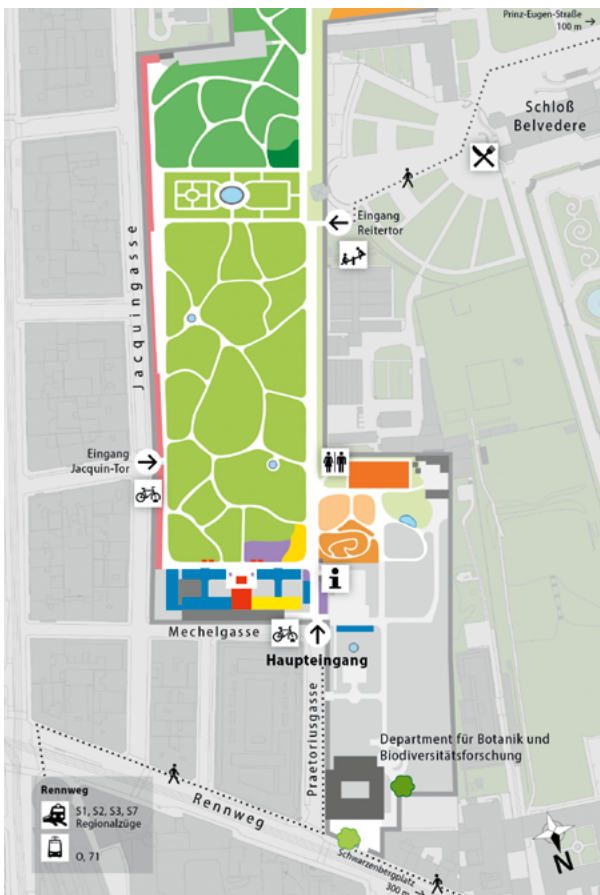 Prinz-Eugen-Straße
100 m →
Schloß
Belvedere
←
Eingang
Reitertor
Jacquingasse
Eingang
Jacquin-Tor
→
i
Mechelgasse
↑
Haupteingang
Praetoriusgasse
Department für Botanik und
Biodiversitätsforschung
Rennweg
Rennweg
S1, S2, S3, S7
Regionalzüge
O, 71
Schwarzenbergplatz
300 m →
N